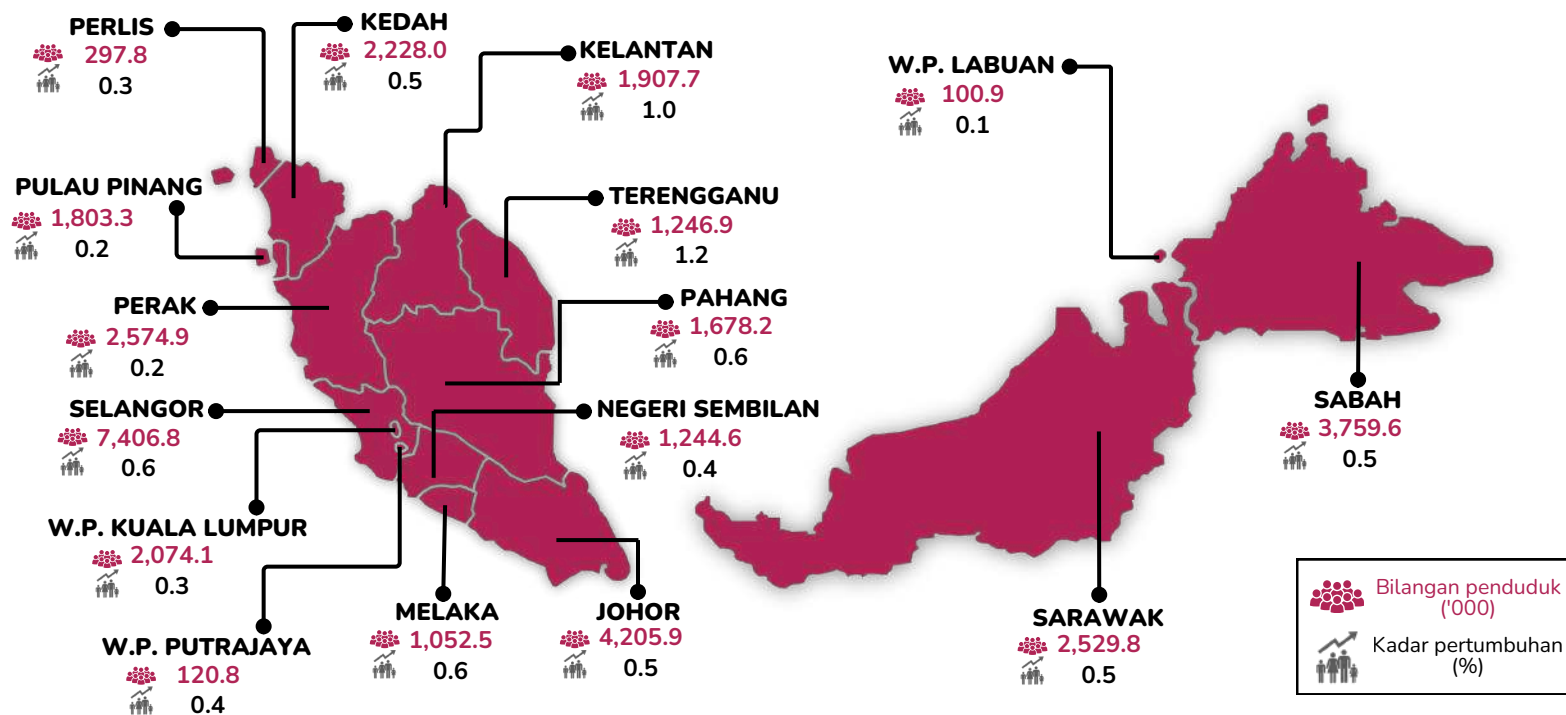 PERLIS
297.8
0.3
KEDAH
2,228.0
0.5
KELANTAN
1,907.7
1.0
W.P. LABUAN
100.9
0.1
PULAU PINANG
1,803.3
0.2
TERENGGANU
1,246.9
1.2
PERAK
2,574.9
0.2
PAHANG
1,678.2
0.6
SELANGOR
7,406.8
0.6
NEGERI SEMBILAN
1,244.6
0.4
SABAH
3,759.6
0.5
W.P. KUALA LUMPUR
2,074.1
0.3
W.P. PUTRAJAYA
120.8
0.4
MELAKA
1,052.5
0.6
JOHOR
4,205.9
0.5
SARAWAK
2,529.8
0.5
Bilangan penduduk
('000)
Kadar pertumbuhan
(%)